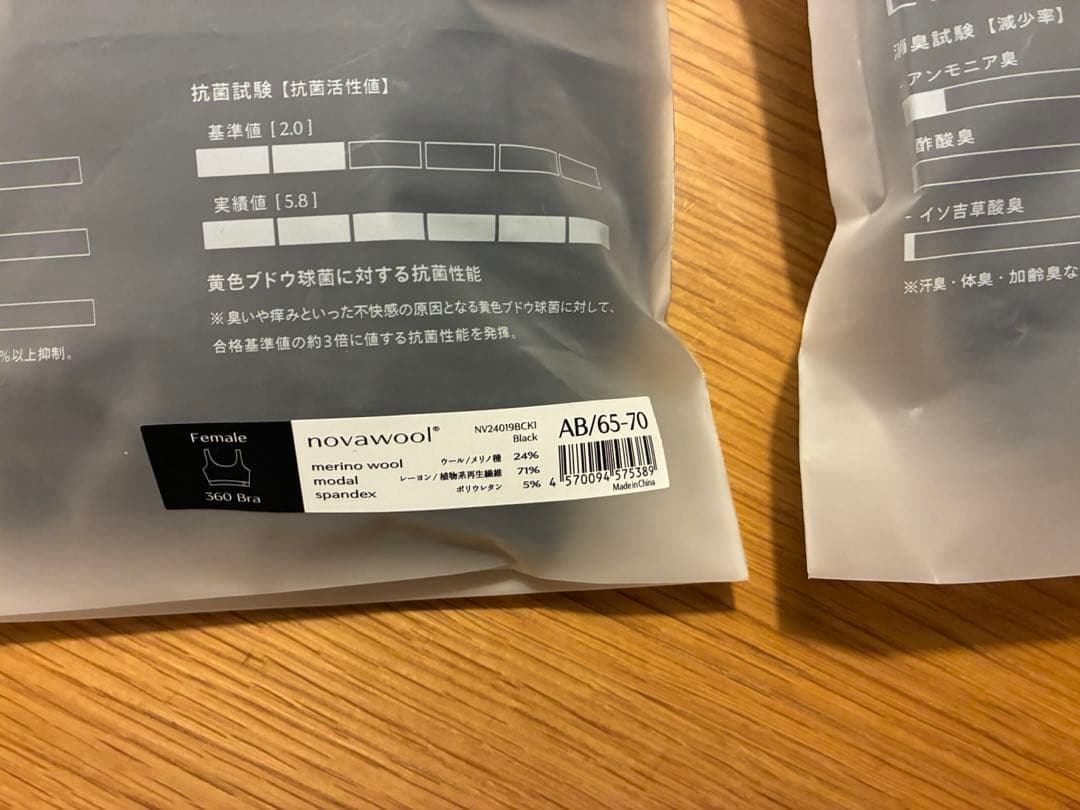 抗菌試験【抗菌活性値】
基準値 [2.0]
実績値 [5.8]
黄色ブドウ球菌に対する抗菌性能
※臭いや痒みといった不快感の原因となる黄色ブドウ球菌に対して、
合格基準値の約3倍に値する抗菌性能を発揮。
%以上抑制。
Female
360 Bra
novawool®
NV24019BCK1
Black
AB/65-70
merino wool ウール/メリノ種 24%
modal レーヨン/植物系再生繊維 71%
spandex ポリウレタン 5%
4 570094 575389
Made in China
消臭試験【減少率】
アンモニア臭
酢酸臭
イソ吉草酸臭
※汗臭・体臭・加齢臭な